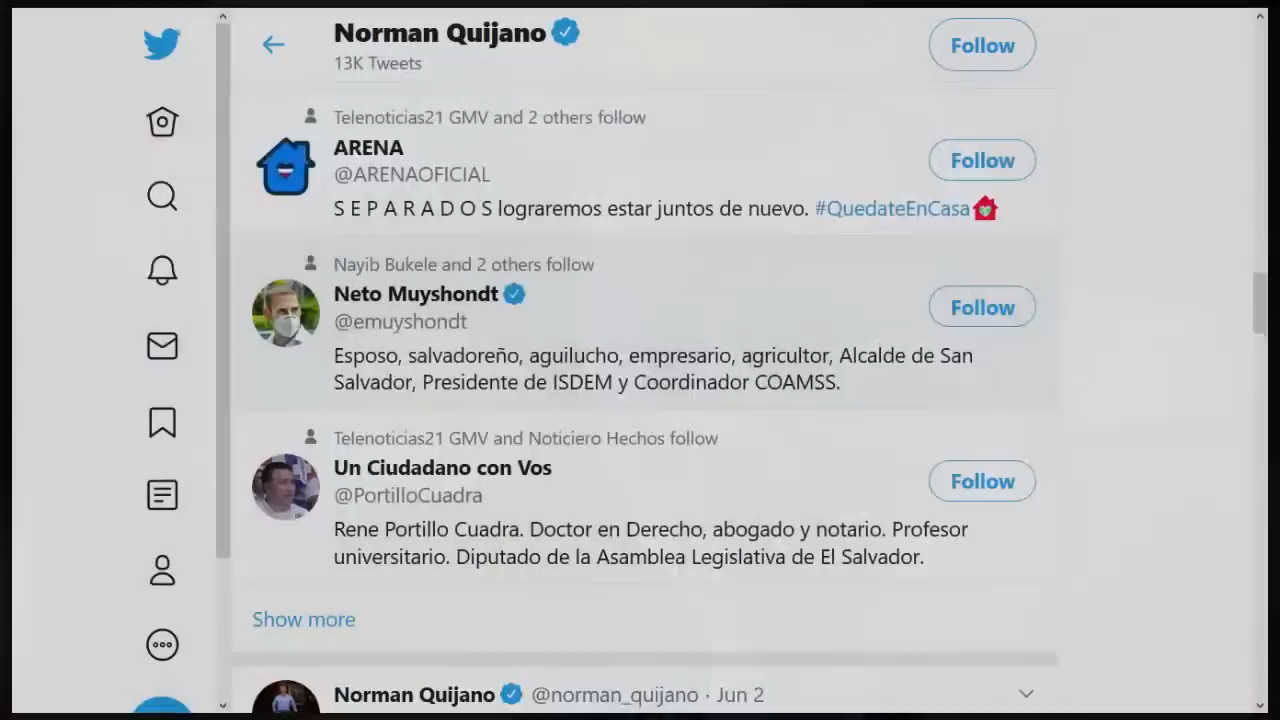 Norman Quijano
13K Tweets
Follow
Telenoticias21 GMV and 2 others follow
ARENA
@ARENAOFICIAL
Follow
S E P A R A D O S lograremos estar juntos de nuevo. #QuedateEnCasa
Nayib Bukele and 2 others follow
Neto Muyshondt
@emuyshondt
Follow
Esposo, salvadoreño, aguilucho, empresario, agricultor, Alcalde de San
Salvador, Presidente de ISDEM y Coordinador COAMSS.
Telenoticias21 GMV and Noticiero Hechos follow
Un Ciudadano con Vos
@PortilloCuadra
Follow
Rene Portillo Cuadra. Doctor en Derecho, abogado y notario. Profesor
universitario. Diputado de la Asamblea Legislativa de El Salvador.
Show more
Norman Quijano @norman_quijano · Jun 2